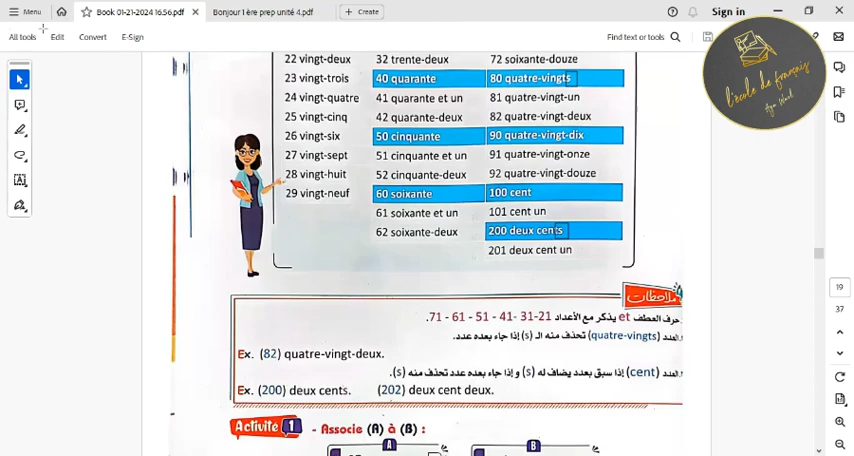 Menu
Book 01-21-2024 16.56.pdf
Bonjour 1 ère prep unité 4.pdf
Create
Sign in
All tools
Edit
Convert
E-Sign
Find text or tools
l'école de français
22 vingt-deux
32 trente-deux
72 soixante-douze
23 vingt-trois
40 quarante
80 quatre-vingts
24 vingt-quatre
41 quarante et un
81 quatre-vingt-un
25 vingt-cinq
42 quarante-deux
82 quatre-vingt-deux
26 vingt-six
50 cinquante
90 quatre-vingt-dix
27 vingt-sept
51 cinquante et un
91 quatre-vingt-onze
28 vingt-huit
52 cinquante-deux
92 quatre-vingt-douze
29 vingt-neuf
60 soixante
100 cent
61 soixante et un
101 cent un
62 soixante-deux
200 deux cents
201 deux cent un
ملاحظات
حرف العطف et يذكر مع الأعداد 21-31 -41 - 51 - 61 - 71.
العدد (quatre-vingts) تحذف منه الـ (s) إذا جاء بعده عدد.
Ex. (82) quatre-vingt-deux.
العدد (cent) إذا سبق بعدد يضاف له (s) و إذا جاء بعده عدد تحذف منه (s).
Ex. (200) deux cents. (202) deux cent deux.
Activité 1 - Associe (A) à (B) :
A
B
19
37